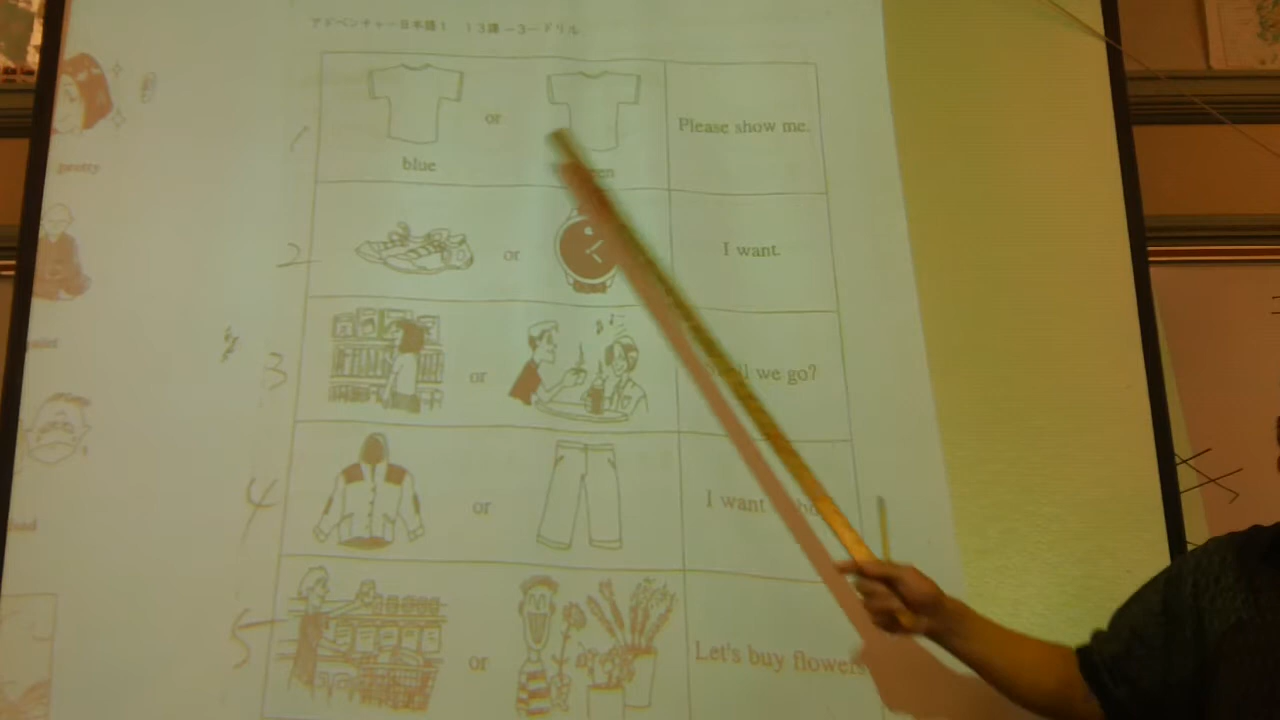 アドベンチャー日本語1 13課-3-ドリル
1 or Please show me.
blue
2 or I want.
3 or we go?
4 or I want
5 or Let's buy flowers
pretty